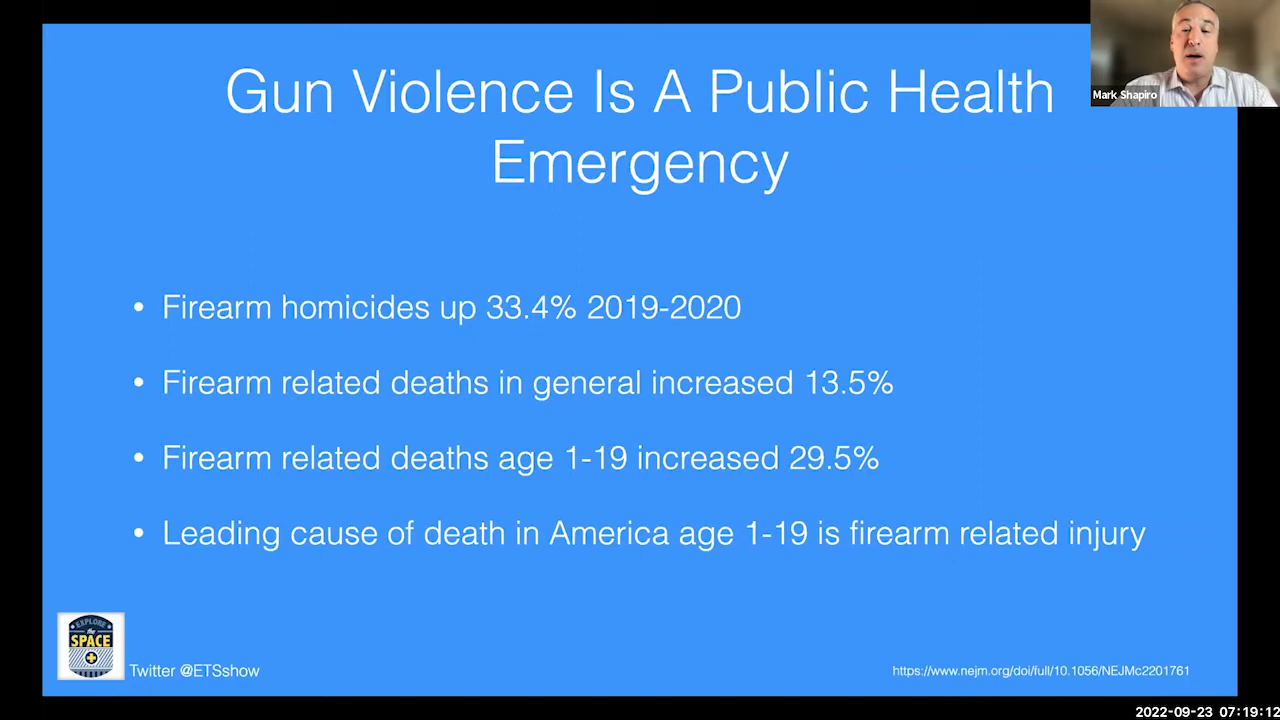 Gun Violence Is A Public Health
Emergency
Mark Shapiro
• Firearm homicides up 33.4% 2019-2020
• Firearm related deaths in general increased 13.5%
• Firearm related deaths age 1-19 increased 29.5%
• Leading cause of death in America age 1-19 is firearm related injury
EXPLORE
the
SPACE
Twitter @ETSshow
https://www.nejm.org/doi/full/10.1056/NEJMc2201761
2022-09-23 07:19:12